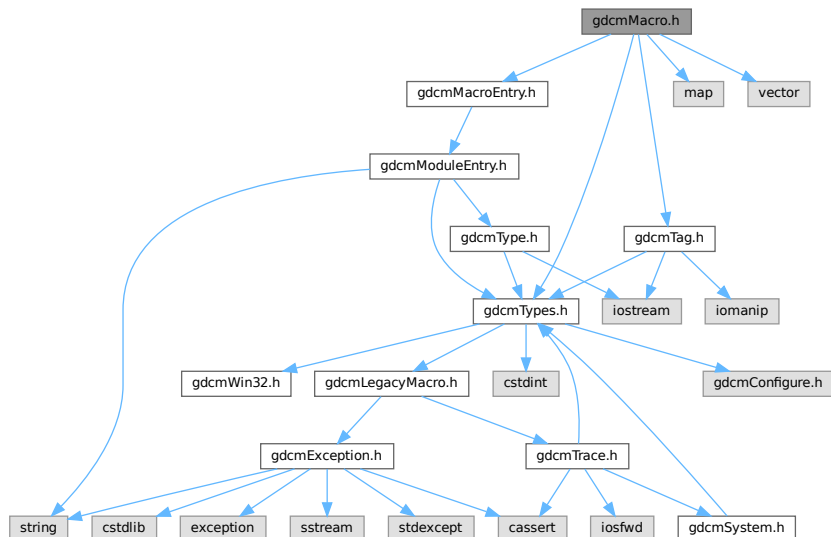 gdcmMacro.h
gdcmMacroEntry.h
map
vector
gdcmModuleEntry.h
gdcmType.h
gdcmTag.h
gdcmTypes.h
iostream
iomanip
gdcmWin32.h
gdcmLegacyMacro.h
cstdint
gdcmConfigure.h
gdcmException.h
gdcmTrace.h
string
cstdlib
exception
sstream
stdexcept
cassert
iosfwd
gdcmSystem.h